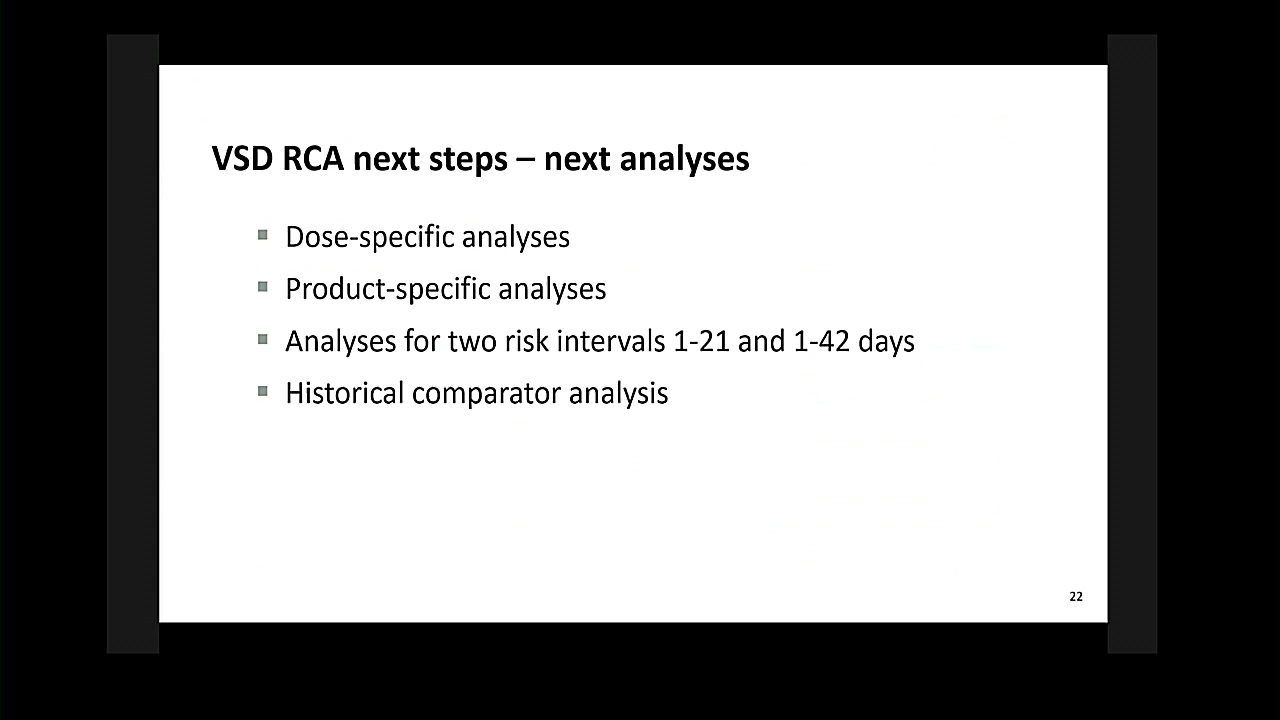 VSD RCA next steps – next analyses
▪ Dose-specific analyses
▪ Product-specific analyses
▪ Analyses for two risk intervals 1-21 and 1-42 days
▪ Historical comparator analysis
22